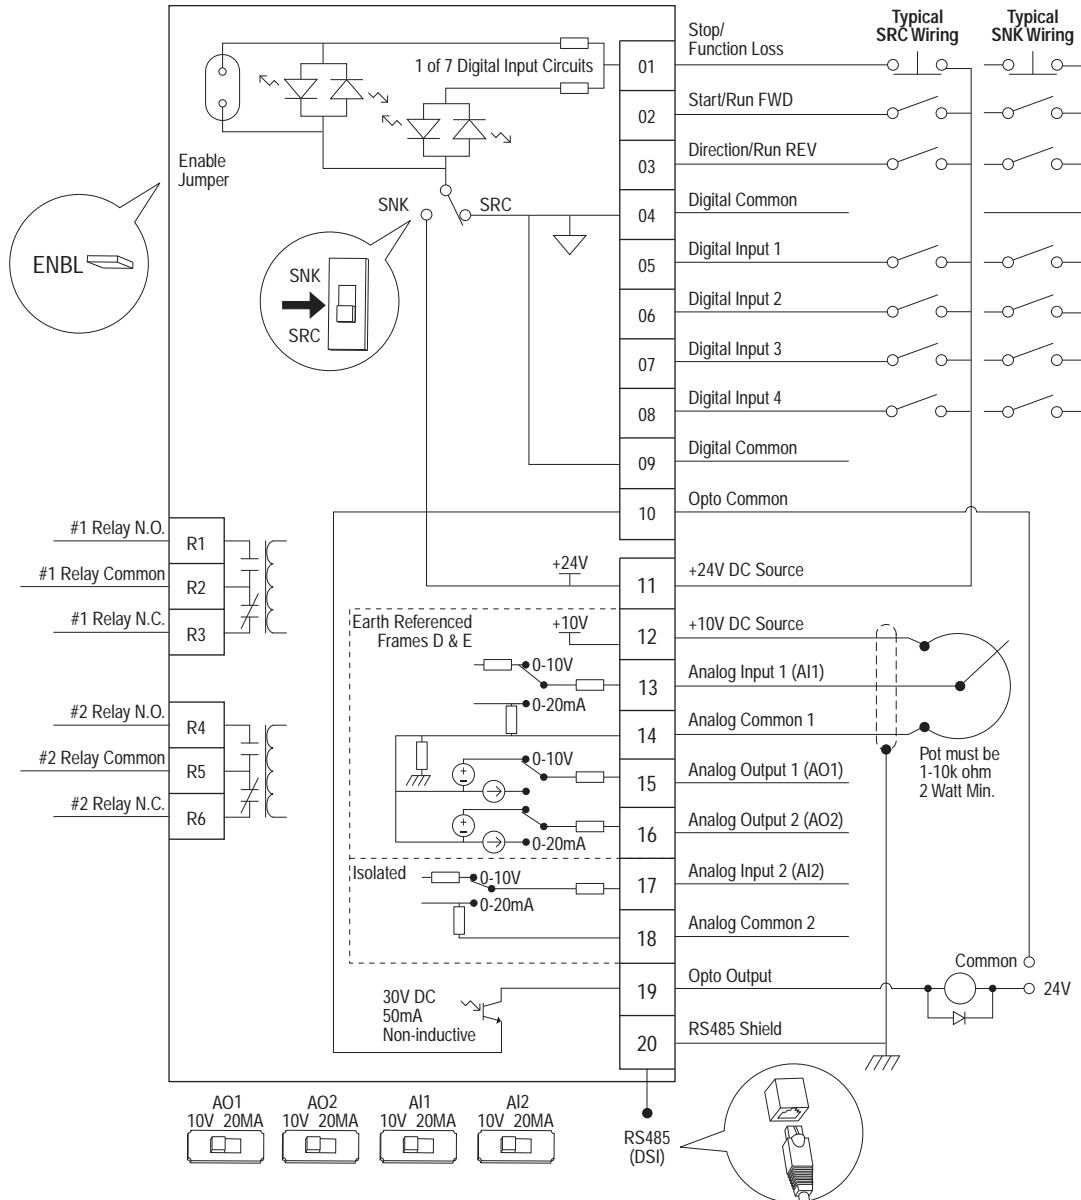 Typical
SRC Wiring
Typical
SNK Wiring
Stop/
Function Loss
1 of 7 Digital Input Circuits
01
Start/Run FWD
02
Enable
Jumper
Direction/Run REV
03
SNK
SRC
Digital Common
04
ENBL
SNK
SRC
Digital Input 1
05
Digital Input 2
06
Digital Input 3
07
Digital Input 4
08
Digital Common
09
Opto Common
10
#1 Relay N.O.
R1
#1 Relay Common
R2
#1 Relay N.C.
R3
+24V
11
+24V DC Source
Earth Referenced
Frames D & E
+10V
12
+10V DC Source
0-10V
13
Analog Input 1 (AI1)
0-20mA
14
Analog Common 1
#2 Relay N.O.
R4
#2 Relay Common
R5
#2 Relay N.C.
R6
0-10V
15
Analog Output 1 (AO1)
Pot must be
1-10k ohm
2 Watt Min.
+
−
+
−
16
Analog Output 2 (AO2)
0-20mA
Isolated
0-10V
17
Analog Input 2 (AI2)
0-20mA
18
Analog Common 2
Common
19
Opto Output
24V
30V DC
50mA
Non-inductive
20
RS485 Shield
AO1
10V 20MA
AO2
10V 20MA
AI1
10V 20MA
AI2
10V 20MA
RS485
(DSI)